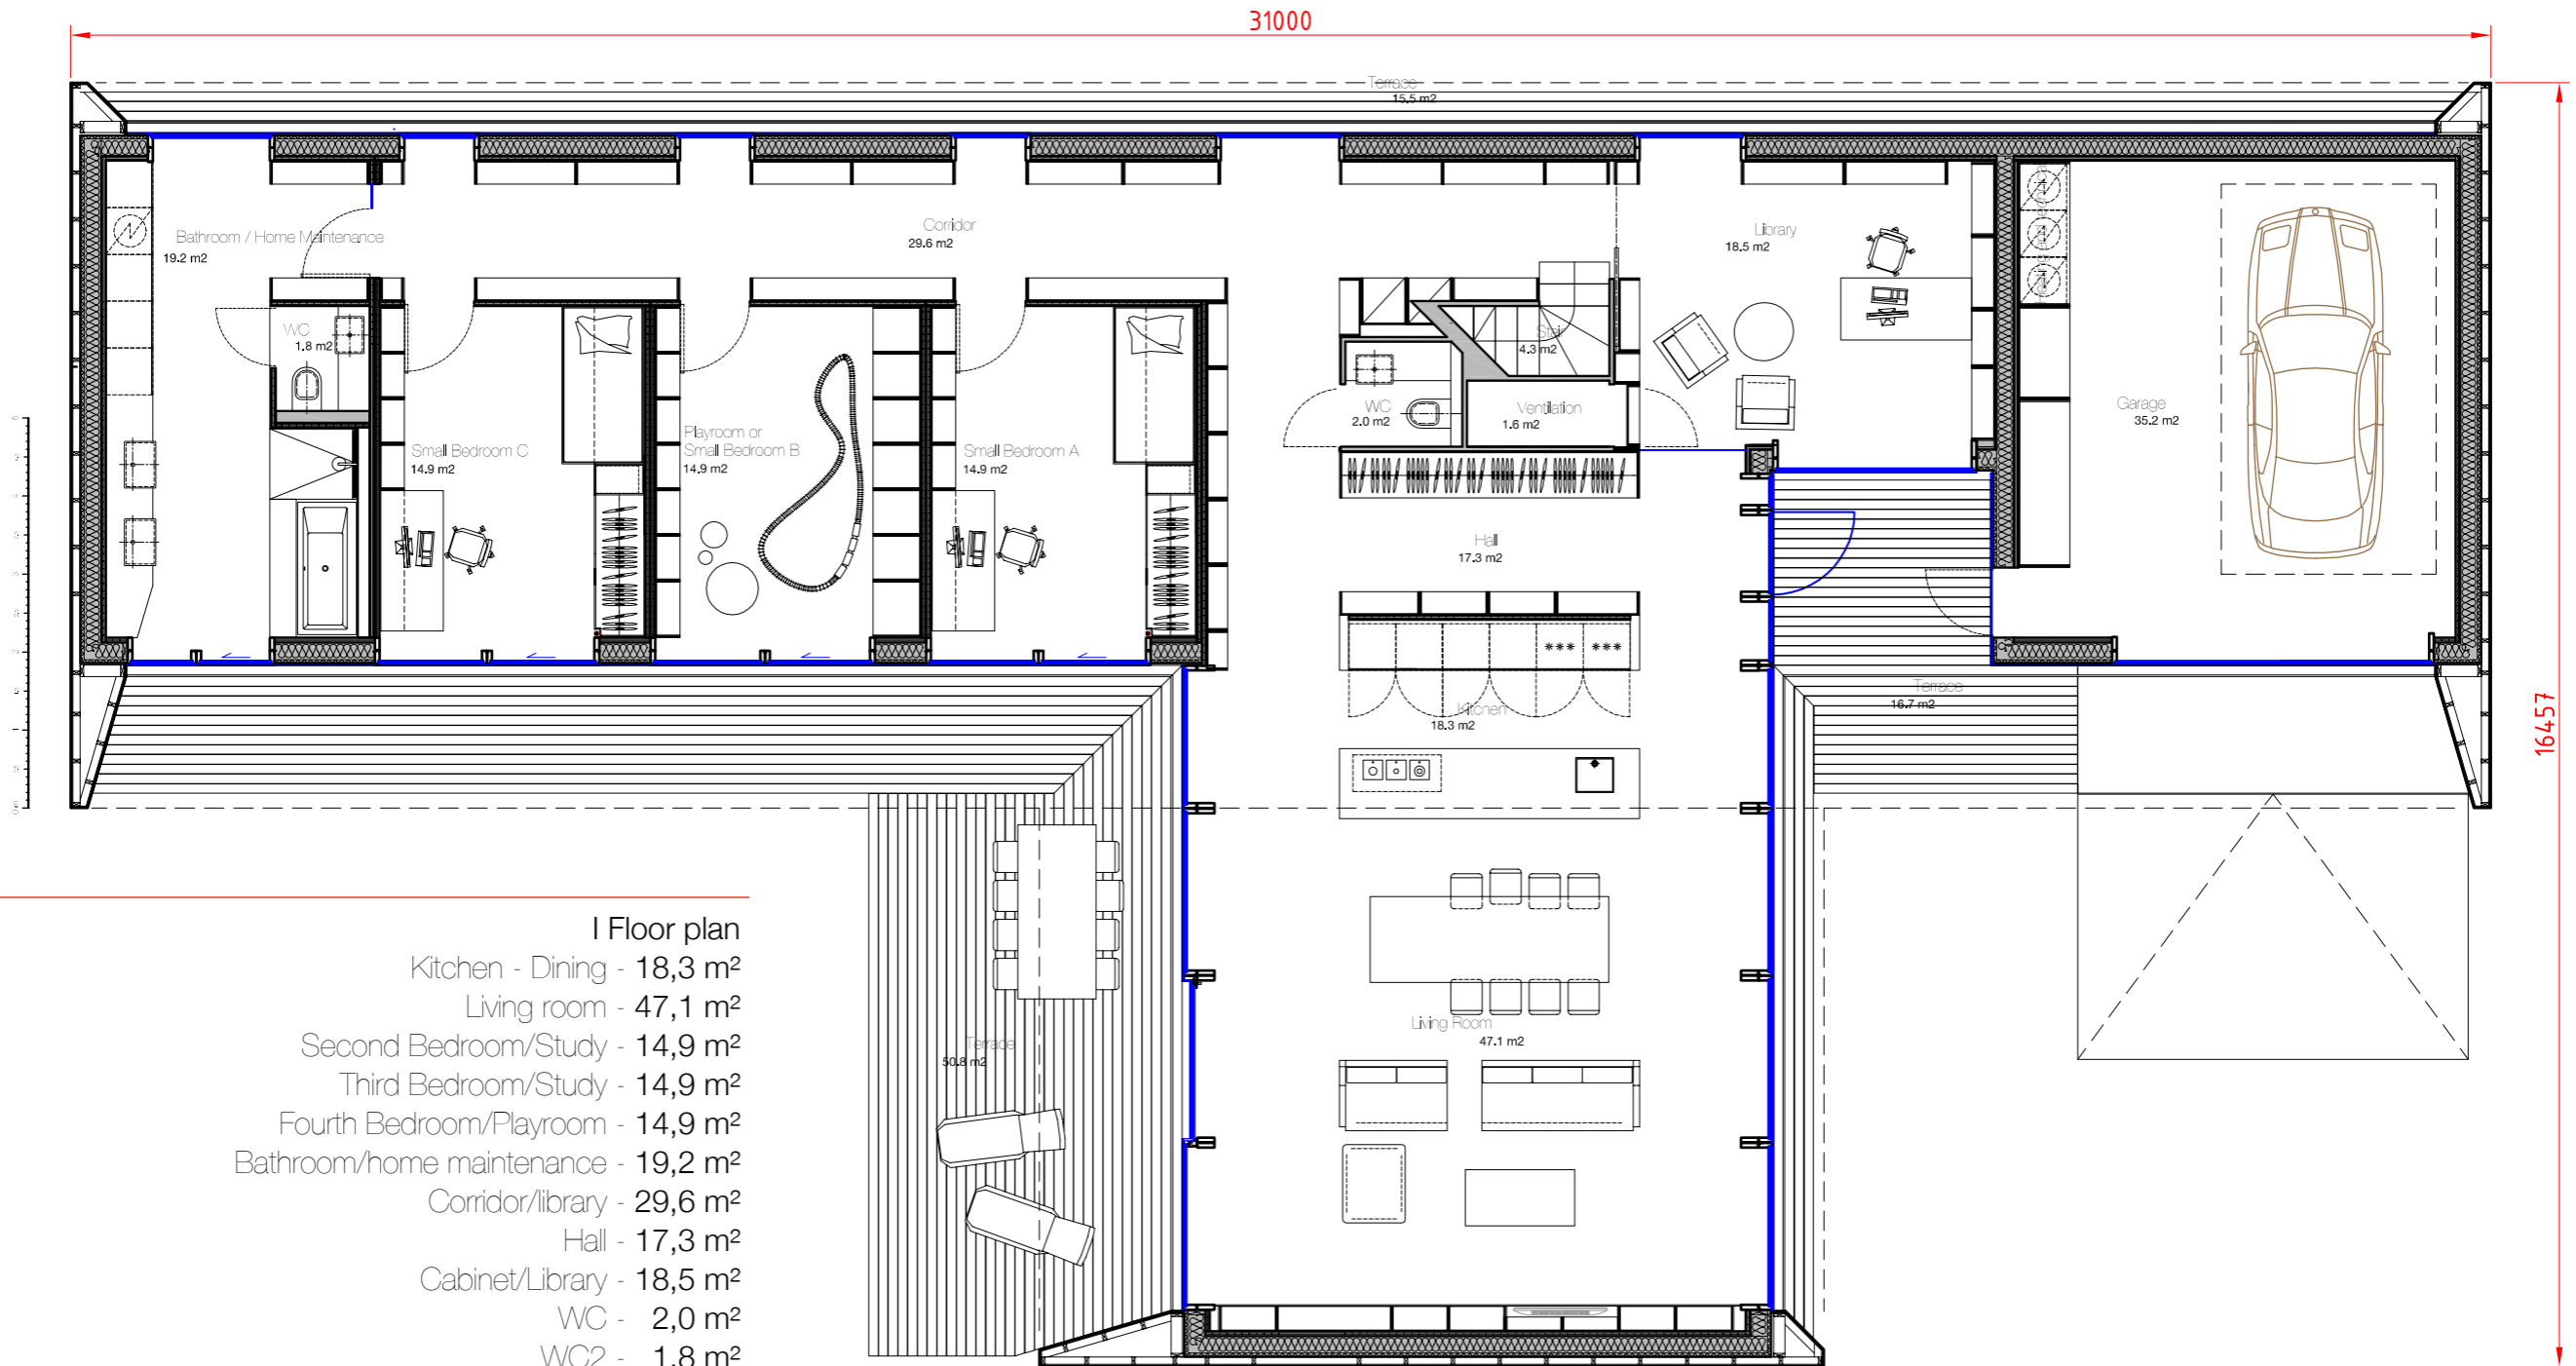 31000
Terrace
15.5 m2
Bathroom / Home Maintenance
19.2 m2
Corridor
29.6 m2
Library
18.5 m2
WC
1.8 m2
Stair
4.3 m2
Small Bedroom C
14.9 m2
Playroom or
Small Bedroom B
14.9 m2
Small Bedroom A
14.9 m2
WC
2.0 m2
Ventilation
1.6 m2
Garage
35.2 m2
Hall
17.3 m2
*** ***
Kitchen
18.3 m2
Terrace
16.7 m2
16457
Living Room
47.1 m2
Terrace
50.8 m2
I Floor plan
Kitchen - Dining - 18,3 m²
Living room - 47,1 m²
Second Bedroom/Study - 14,9 m²
Third Bedroom/Study - 14,9 m²
Fourth Bedroom/Playroom - 14,9 m²
Bathroom/home maintenance - 19,2 m²
Corridor/library - 29,6 m²
Hall - 17,3 m²
Cabinet/Library - 18,5 m²
WC - 2,0 m²
WC2 - 1,8 m²